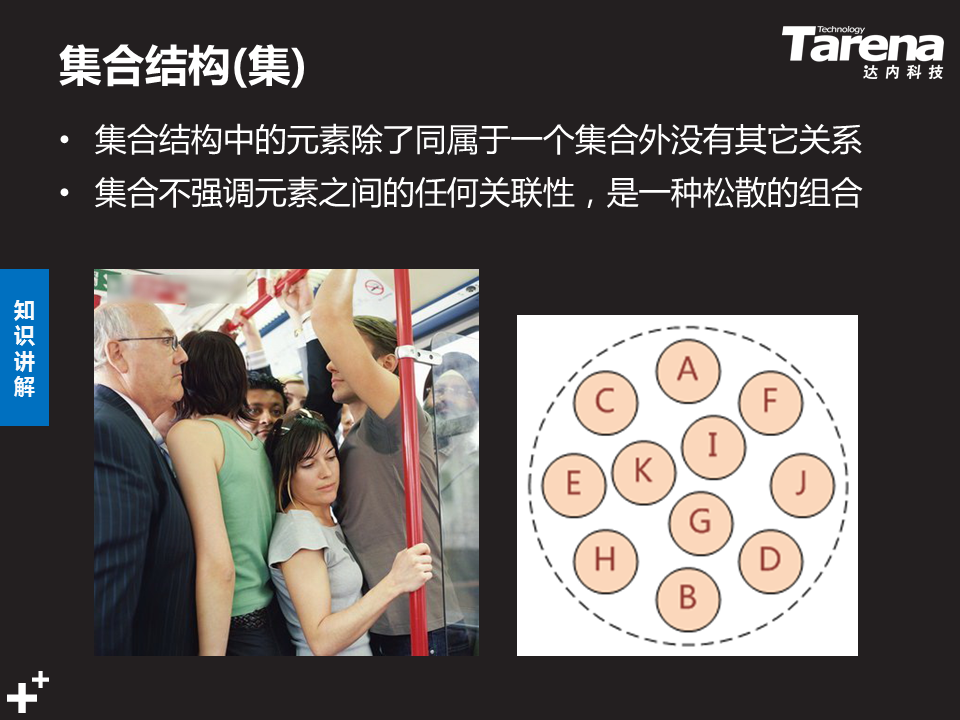 集合结构(集)
Technology
Tarena
达内科技
• 集合结构中的元素除了同属于一个集合外没有其它关系
• 集合不强调元素之间的任何关联性，是一种松散的组合
知
识
讲
解
A
C
F
I
K
E
J
G
H
D
B